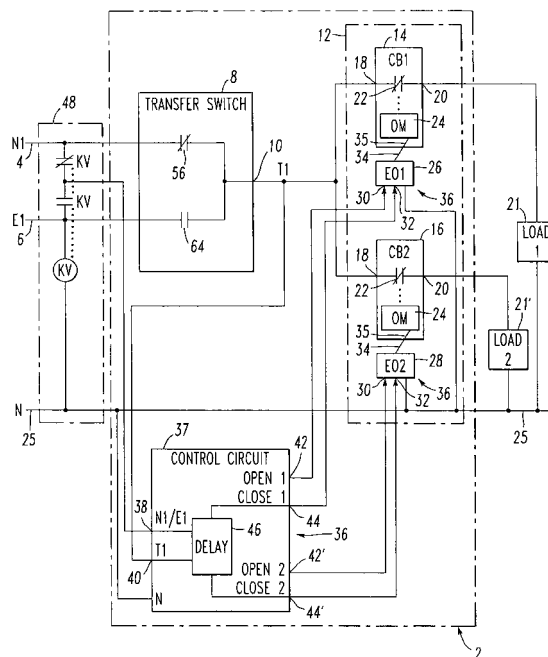 12
14
8
CB1
18
20
22
TRANSFER SWITCH
48
OM
24
N1
4
KV
56
10
T1
35
34
26
EO1
36
KV
30
32
E1
6
64
16
21
LOAD 1
CB2
18
20
22
KV
OM
24
21'
LOAD 2
35
34
28
EO2
36
30
32
N
25
25
37
42
CONTROL CIRCUIT
OPEN 1
CLOSE 1
38
46
44
N1/E1
36
DELAY
42'
T1
OPEN 2
40
CLOSE 2
N
44'
2